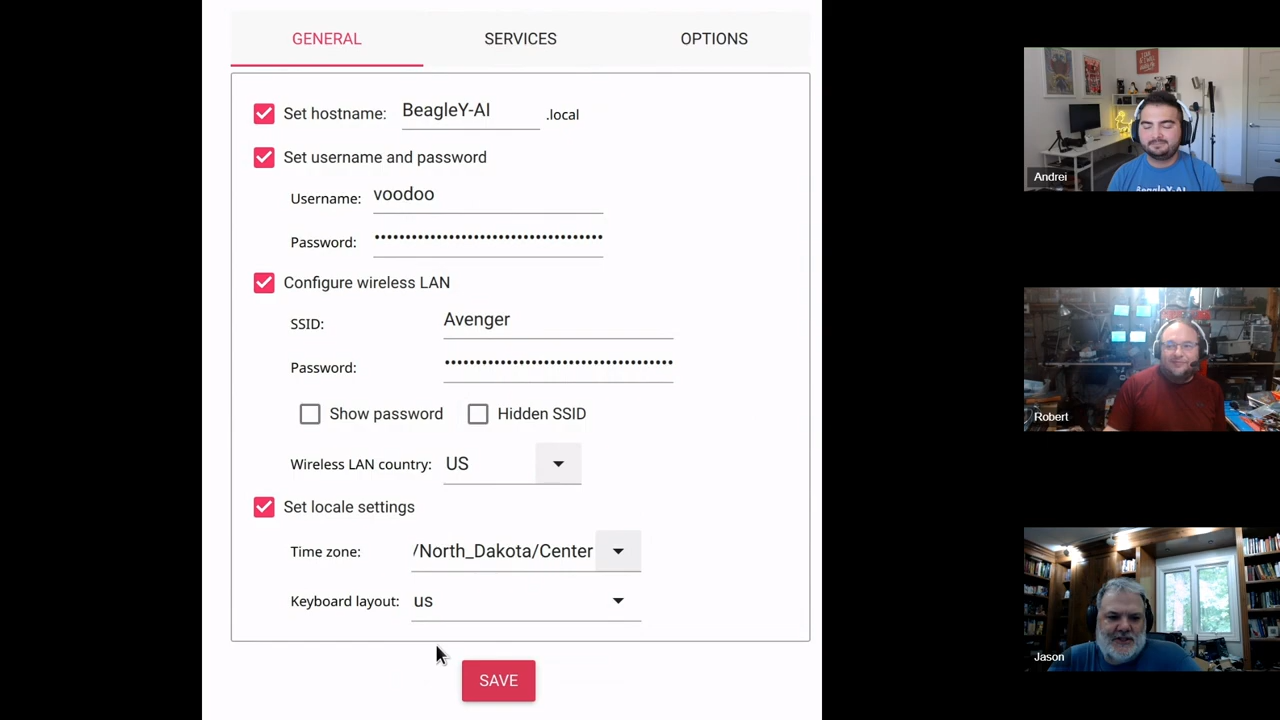 GENERAL SERVICES OPTIONS
Set hostname: BeagleY-AI .local
Set username and password
Username: voodoo
Password: •••••••••••••••••••••••••••••••••••••
Configure wireless LAN
SSID: Avenger
Password: •••••••••••••••••••••••••••••••••••••
Show password Hidden SSID
Wireless LAN country: US
Set locale settings
Time zone: /North_Dakota/Center
Keyboard layout: us
SAVE
Andrei
BeagleY-AI
Robert
Jason